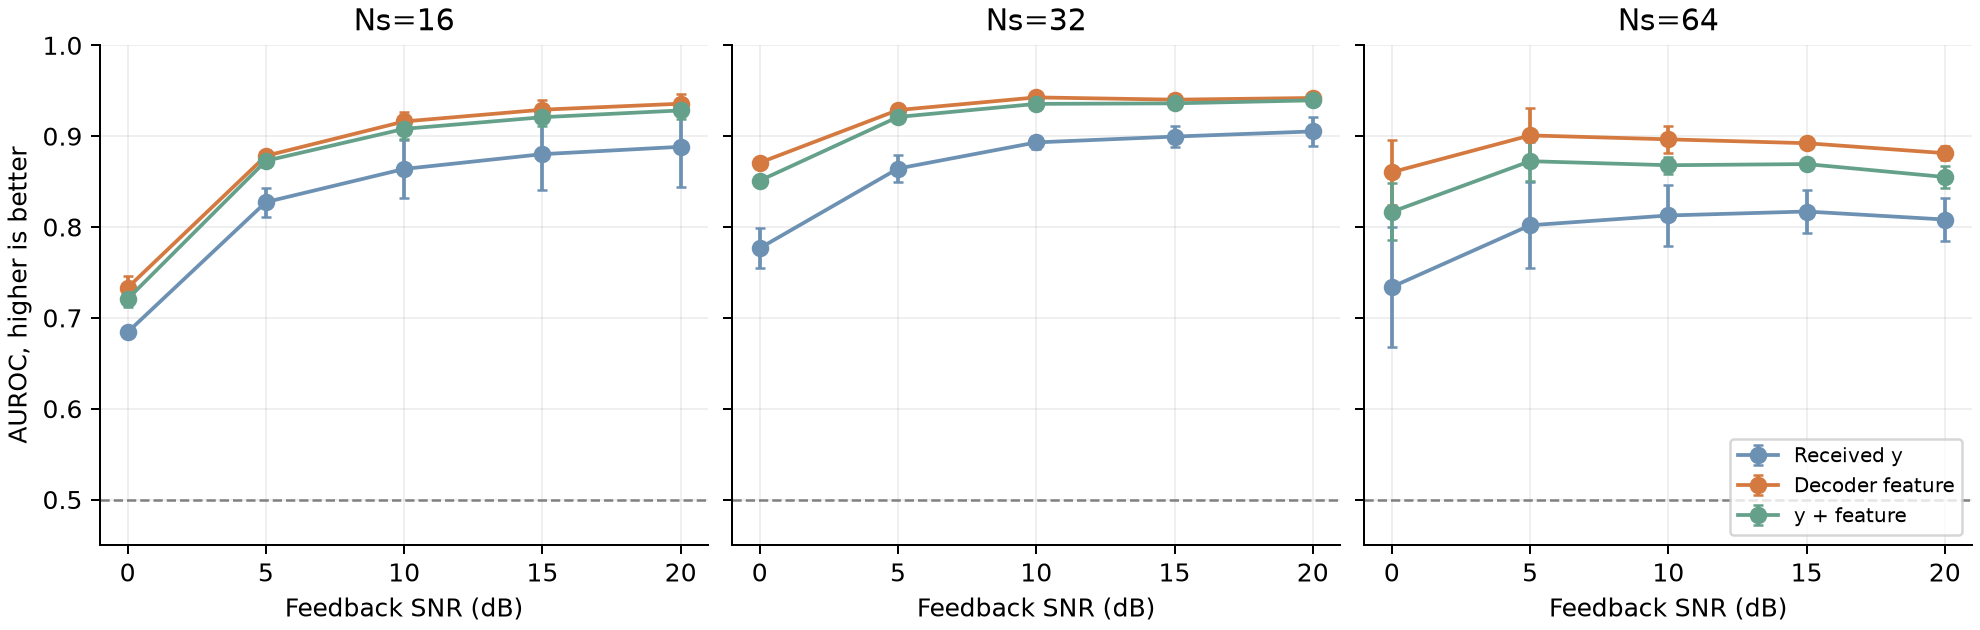 Ns=16
Ns=32
Ns=64
AUROC, higher is better
1.0
0.9
0.8
0.7
0.6
0.5
0 5 10 15 20
0 5 10 15 20
0 5 10 15 20
Feedback SNR (dB)
Feedback SNR (dB)
Feedback SNR (dB)
Received y
Decoder feature
y + feature